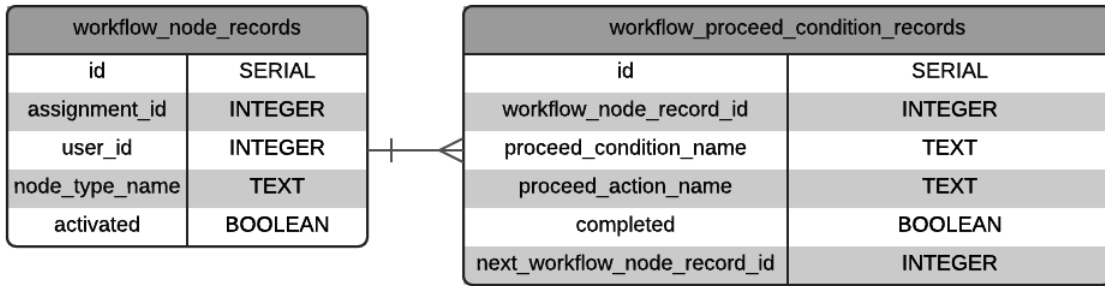 workflow_node_records
id SERIAL
assignment_id INTEGER
user_id INTEGER
node_type_name TEXT
activated BOOLEAN
workflow_proceed_condition_records
id SERIAL
workflow_node_record_id INTEGER
proceed_condition_name TEXT
proceed_action_name TEXT
completed BOOLEAN
next_workflow_node_record_id INTEGER